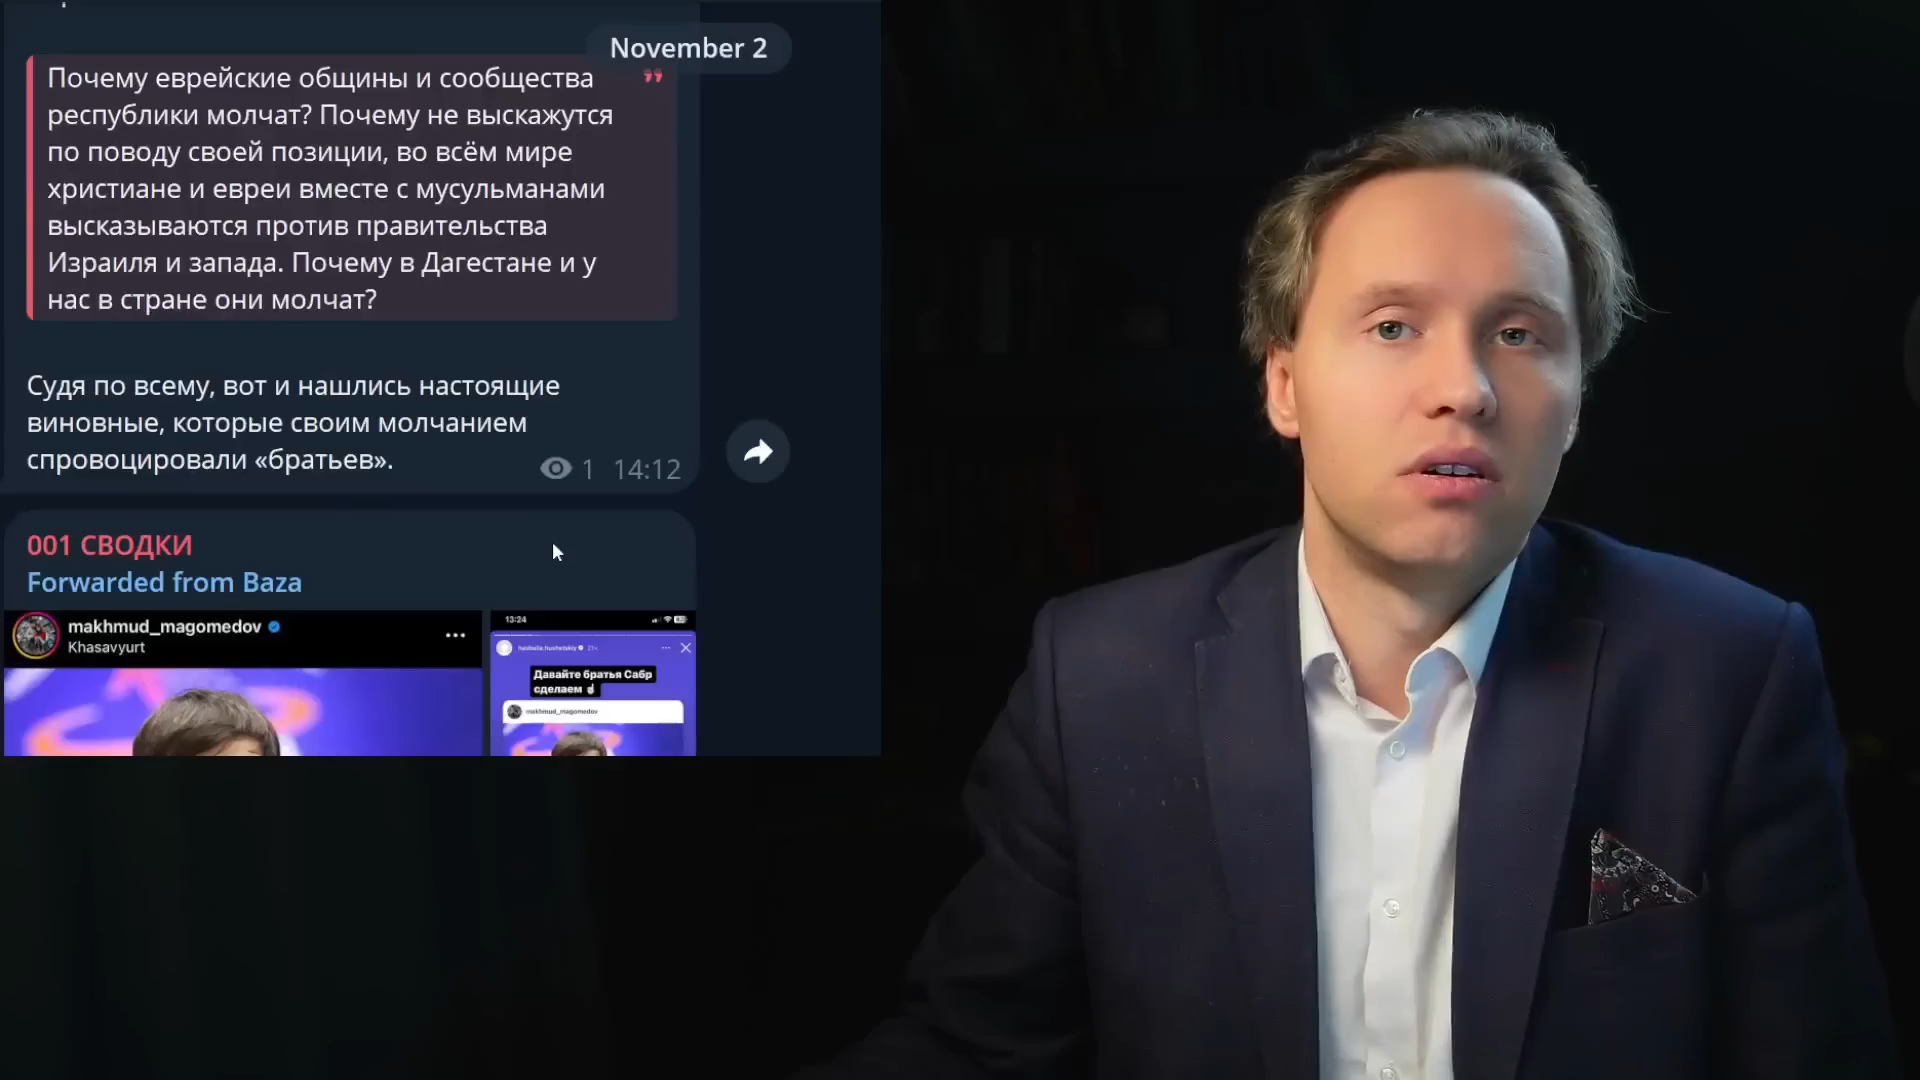 November 2
Почему еврейские общины и сообщества
республики молчат? Почему не выскажутся
по поводу своей позиции, во всём мире
христиане и евреи вместе с мусульманами
высказываются против правительства
Израиля и запада. Почему в Дагестане и у
нас в стране они молчат?
Судя по всему, вот и нашлись настоящие
виновные, которые своим молчанием
спровоцировали «братьев».
1 14:12
001 СВОДКИ
Forwarded from Baza
makhmud_magomedov
Khasavyurt
13:24
Давайте братья Сабр
сделаем
makhmud_magomedov